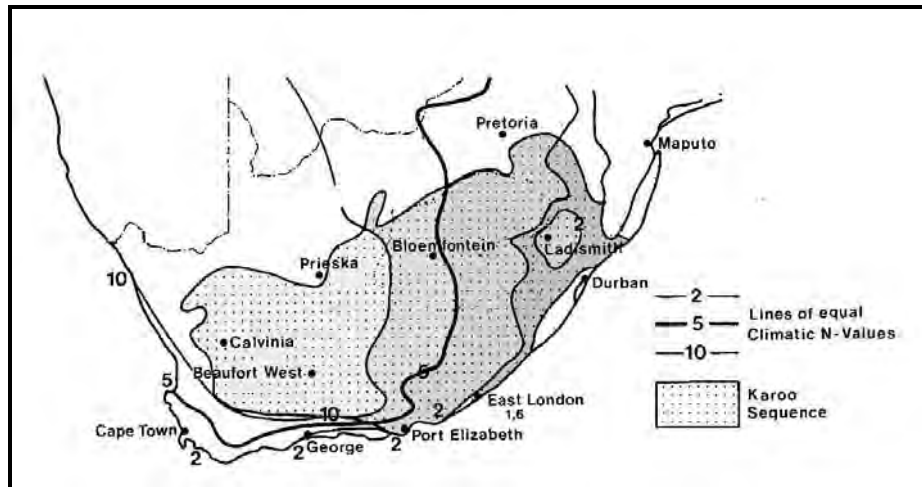 Pretoria
Maputo
2
Bloemfontein
Ladismith
Prieska
10
Durban
2
5
Lines of equal
Climatic N-Values
10
Calvinia
Beaufort West
5
5
Karoo
Sequence
10
2
East London
1,6
Cape Town
2
George
2
Port Elizabeth
2